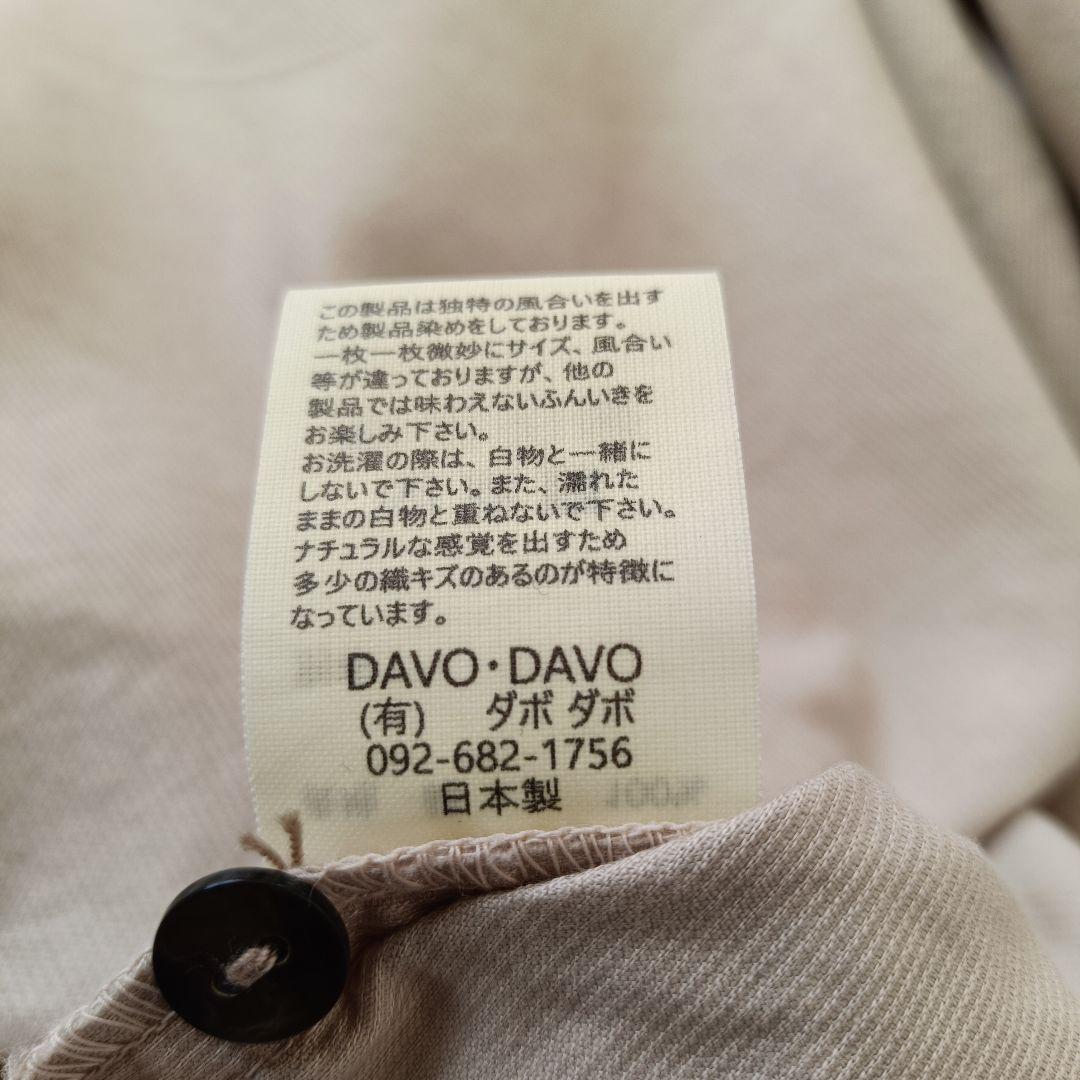 この製品は独特の風合いを出す
ため製品染めをしております。
一枚一枚微妙にサイズ、風合い
等が違っておりますが、他の
製品では味わえないふんいきを
お楽しみ下さい。
お洗濯の際は、白物と一緒に
しないで下さい。また、濡れた
ままの白物と重ねないで下さい。
ナチュラルな感覚を出すため
多少の織キズのあるのが特徴に
なっています。
DAVO・DAVO
(有) ダボ ダボ
092-682-1756
日本製